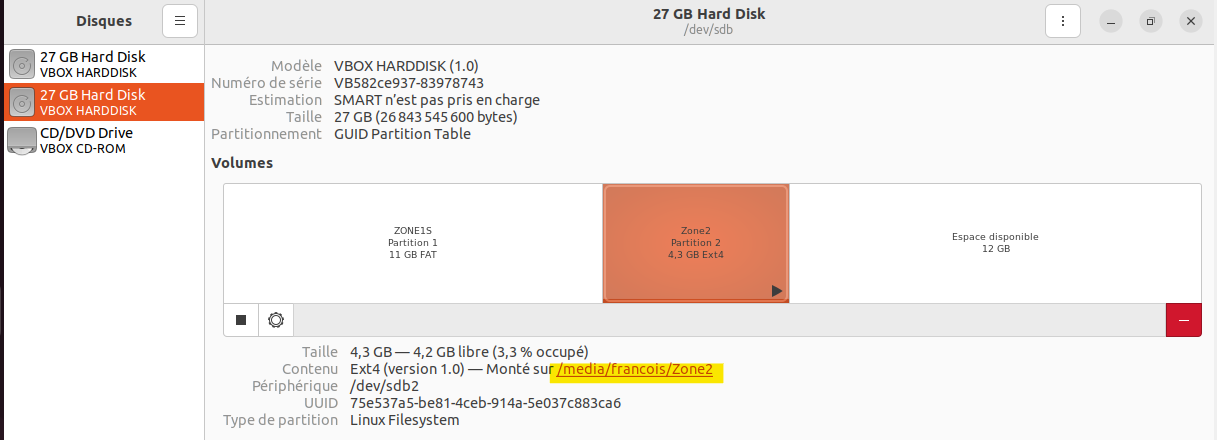 Disques
27 GB Hard Disk
/dev/sdb
27 GB Hard Disk
VBOX HARDDISK
27 GB Hard Disk
VBOX HARDDISK
CD/DVD Drive
VBOX CD-ROM
Modèle VBOX HARDDISK (1.0)
Numéro de série VB582ce937-83978743
Estimation SMART n'est pas pris en charge
Taille 27 GB (26 843 545 600 bytes)
Partitionnement GUID Partition Table
Volumes
ZONE1S
Partition 1
11 GB FAT
Zone2
Partition 2
4,3 GB Ext4
Espace disponible
12 GB
Taille 4,3 GB — 4,2 GB libre (3,3 % occupé)
Contenu Ext4 (version 1.0) — Monté sur /media/francois/Zone2
Périphérique /dev/sdb2
UUID 75e537a5-be81-4ceb-914a-5e037c883ca6
Type de partition Linux Filesystem